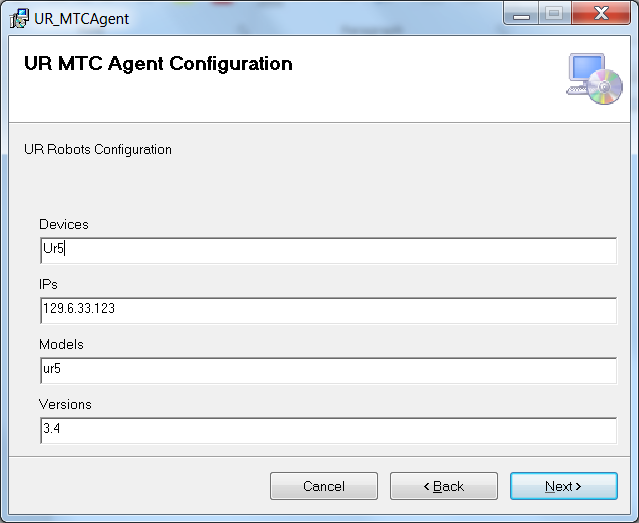 UR_MTCAgent
UR MTC Agent Configuration
UR Robots Configuration
Devices
Ur5
IPs
129.6.33.123
Models
ur5
Versions
3.4
Cancel
< Back
Next >